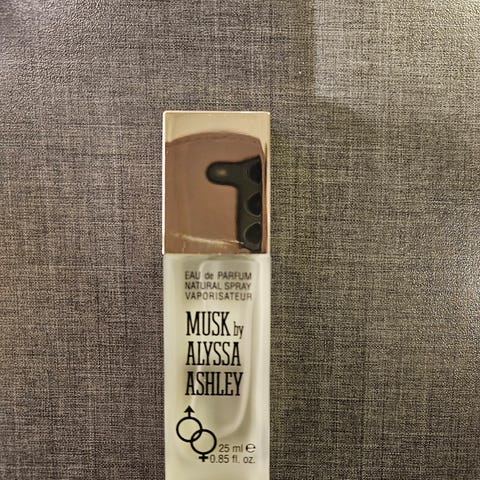 EAU de PARFUM
NATURAL SPRAY
VAPORISATEUR
MUSK by
ALYSSA
ASHLEY
25 ml ℮
0.85 fl. oz.